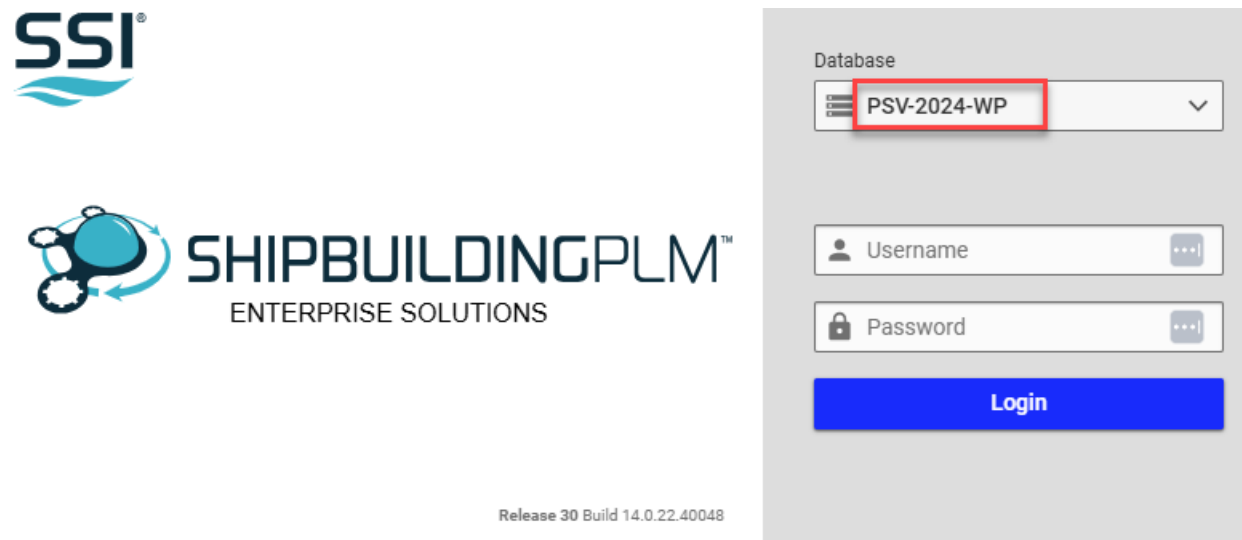 SSI®
SHIPBUILDINGPLM™
ENTERPRISE SOLUTIONS
Release 30 Build 14.0.22.40048
Database
PSV-2024-WP
Username
Password
Login